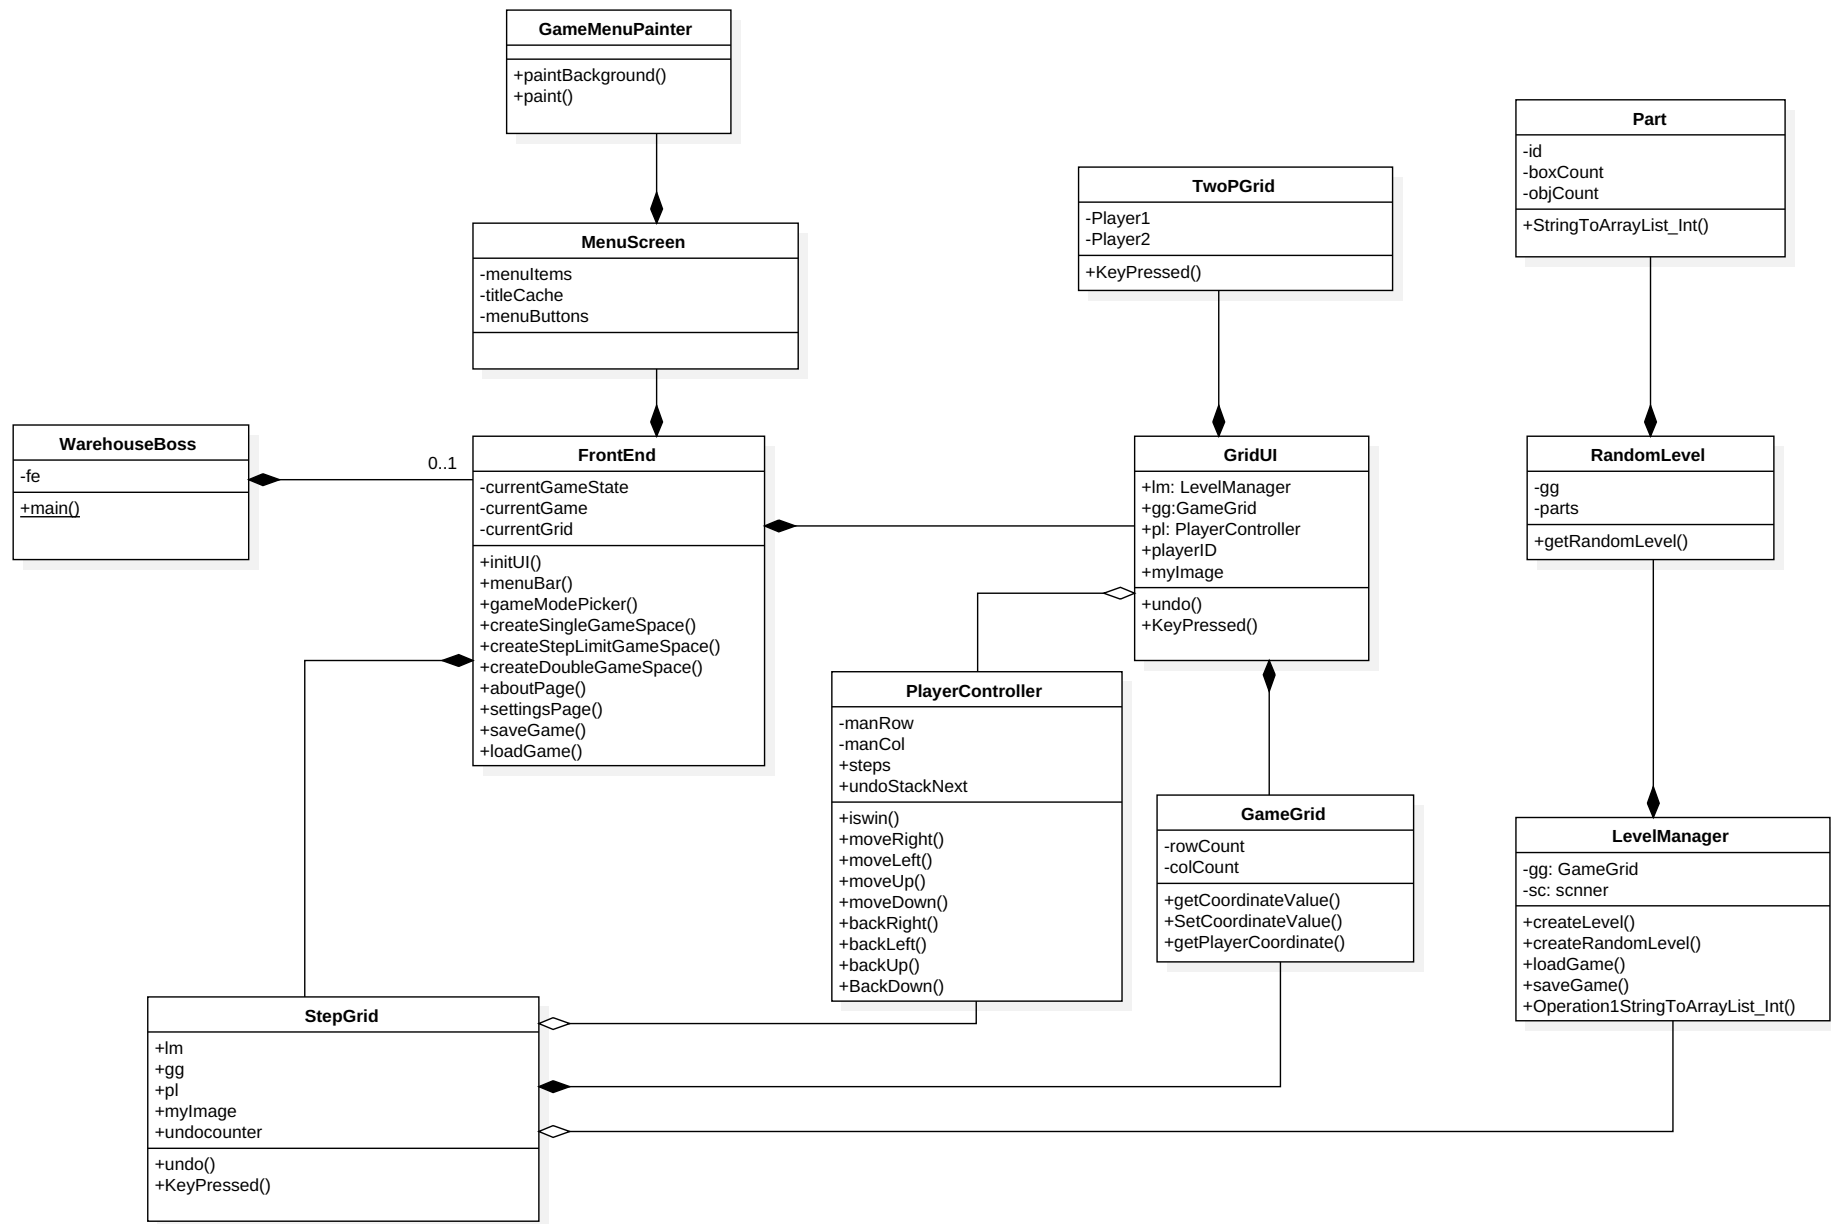 GameMenuPainter
+paintBackground()
+paint()
MenuScreen
-menuItems
-titleCache
-menuButtons
WarehouseBoss
-fe
+main()
0..1
FrontEnd
-currentGameState
-currentGame
-currentGrid
+initUI()
+menuBar()
+gameModePicker()
+createSingleGameSpace()
+createStepLimitGameSpace()
+createDoubleGameSpace()
+aboutPage()
+settingsPage()
+saveGame()
+loadGame()
TwoPGrid
-Player1
-Player2
+KeyPressed()
GridUI
+lm: LevelManager
+gg:GameGrid
+pl: PlayerController
+playerID
+myImage
+undo()
+KeyPressed()
Part
-id
-boxCount
-objCount
+StringToArrayList_Int()
RandomLevel
-gg
-parts
+getRandomLevel()
PlayerController
-manRow
-manCol
+steps
+undoStackNext
+iswin()
+moveRight()
+moveLeft()
+moveUp()
+moveDown()
+backRight()
+backLeft()
+backUp()
+BackDown()
GameGrid
-rowCount
-colCount
+getCoordinateValue()
+SetCoordinateValue()
+getPlayerCoordinate()
LevelManager
-gg: GameGrid
-sc: scnner
+createLevel()
+createRandomLevel()
+loadGame()
+saveGame()
+Operation1StringToArrayList_Int()
StepGrid
+lm
+gg
+pl
+myImage
+undocounter
+undo()
+KeyPressed()